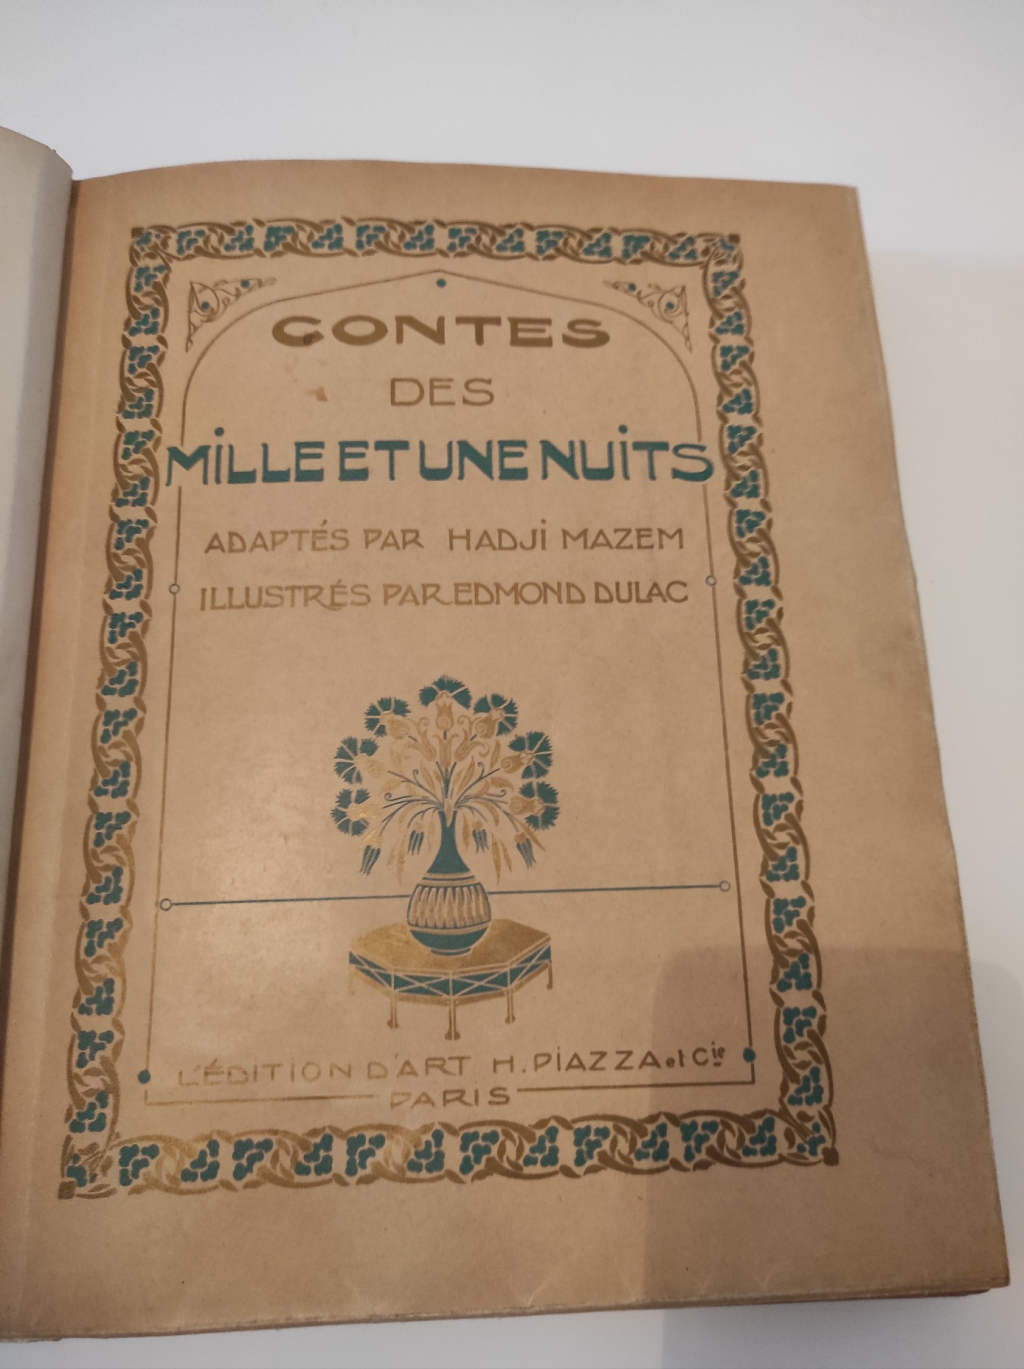 CONTES
DES
MILLE ET UNE NUITS
ADAPTÉS PAR HADJI MAZEM
ILLUSTRÉS PAR EDMOND DULAC
L'ÉDITION D'ART H. PIAZZA et Cie
PARIS